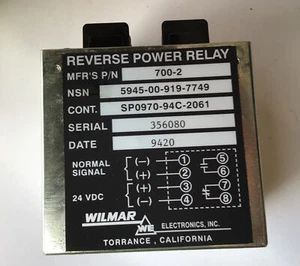 REVERSE POWER RELAY
MFR'S P/N 700-2
NSN 5945-00-919-7749
CONT. SP0970-94C-2061
SERIAL 356080
DATE 9420
NORMAL SIGNAL (-) 1 5
(-) 2 6
24 VDC (+) 3 7
(-) 4 8
WILMAR WE ELECTRONICS, INC.
TORRANCE, CALIFORNIA